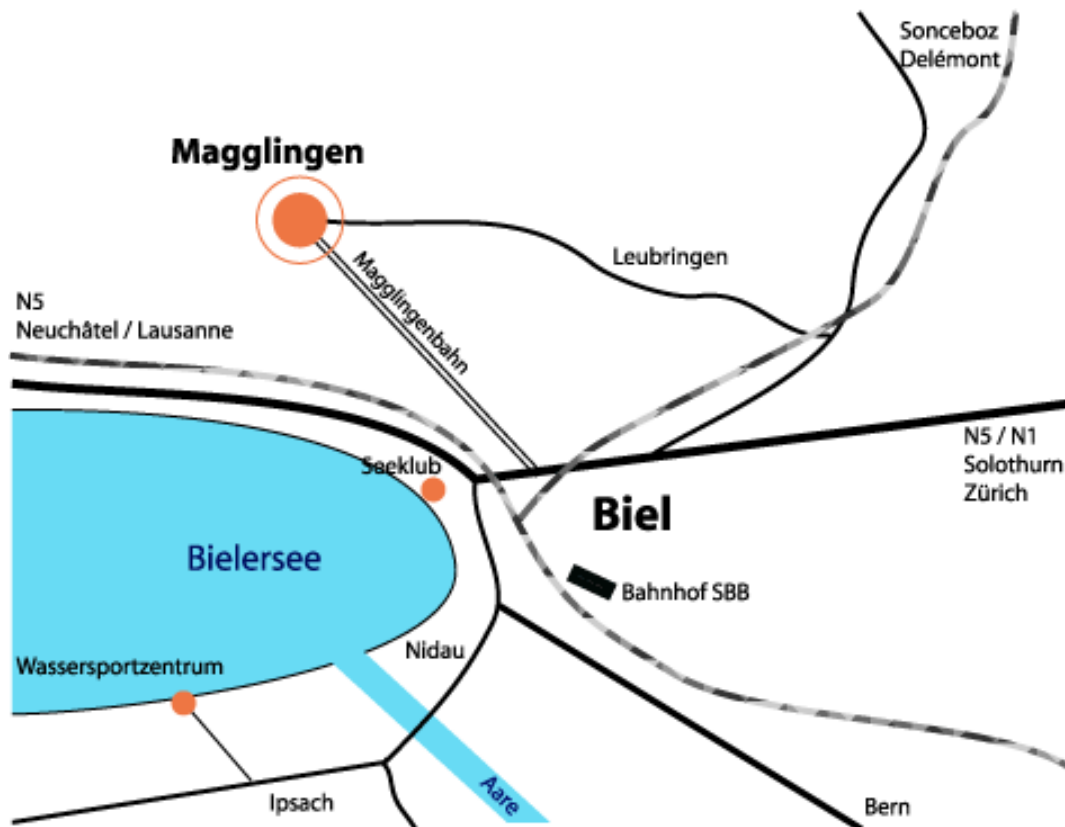 Sonceboz
Delémont
Magglingen
Leubringen
Magglingenbahn
N5
Neuchâtel / Lausanne
N5 / N1
Solothurn
Zürich
Seeklub
Biel
Bielersee
Bahnhof SBB
Nidau
Wassersportzentrum
Aare
Ipsach
Bern